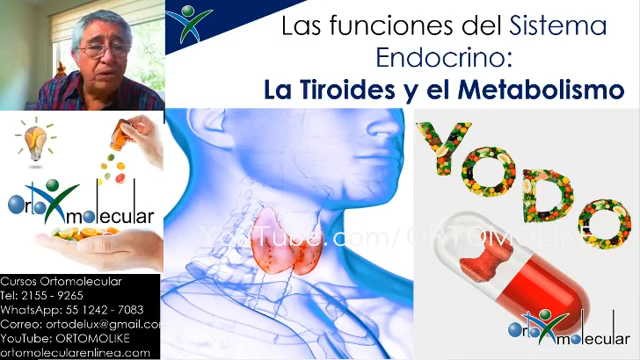 Las funciones del Sistema
Endocrino:
La Tiroides y el Metabolismo
YODO
Ortomolecular
YouTube.com/ORTOMOLIKE
Ortomolecular
Cursos Ortomolecular
Tel: 2155 - 9265
WhatsApp: 55 1242 - 7083
Correo: ortodelux@gmail.com
YouTube: ORTOMOLIKE
ortomolecularenlinea.com